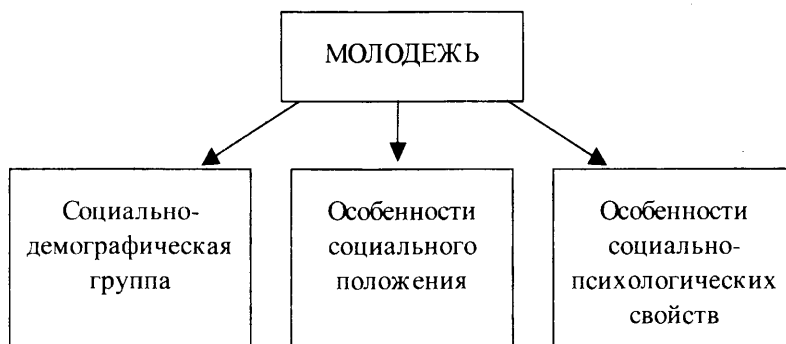 МОЛОДЕЖЬ
Социально-
демографическая
группа
Особенности
социального
положения
Особенности
социально-
психологических
свойств